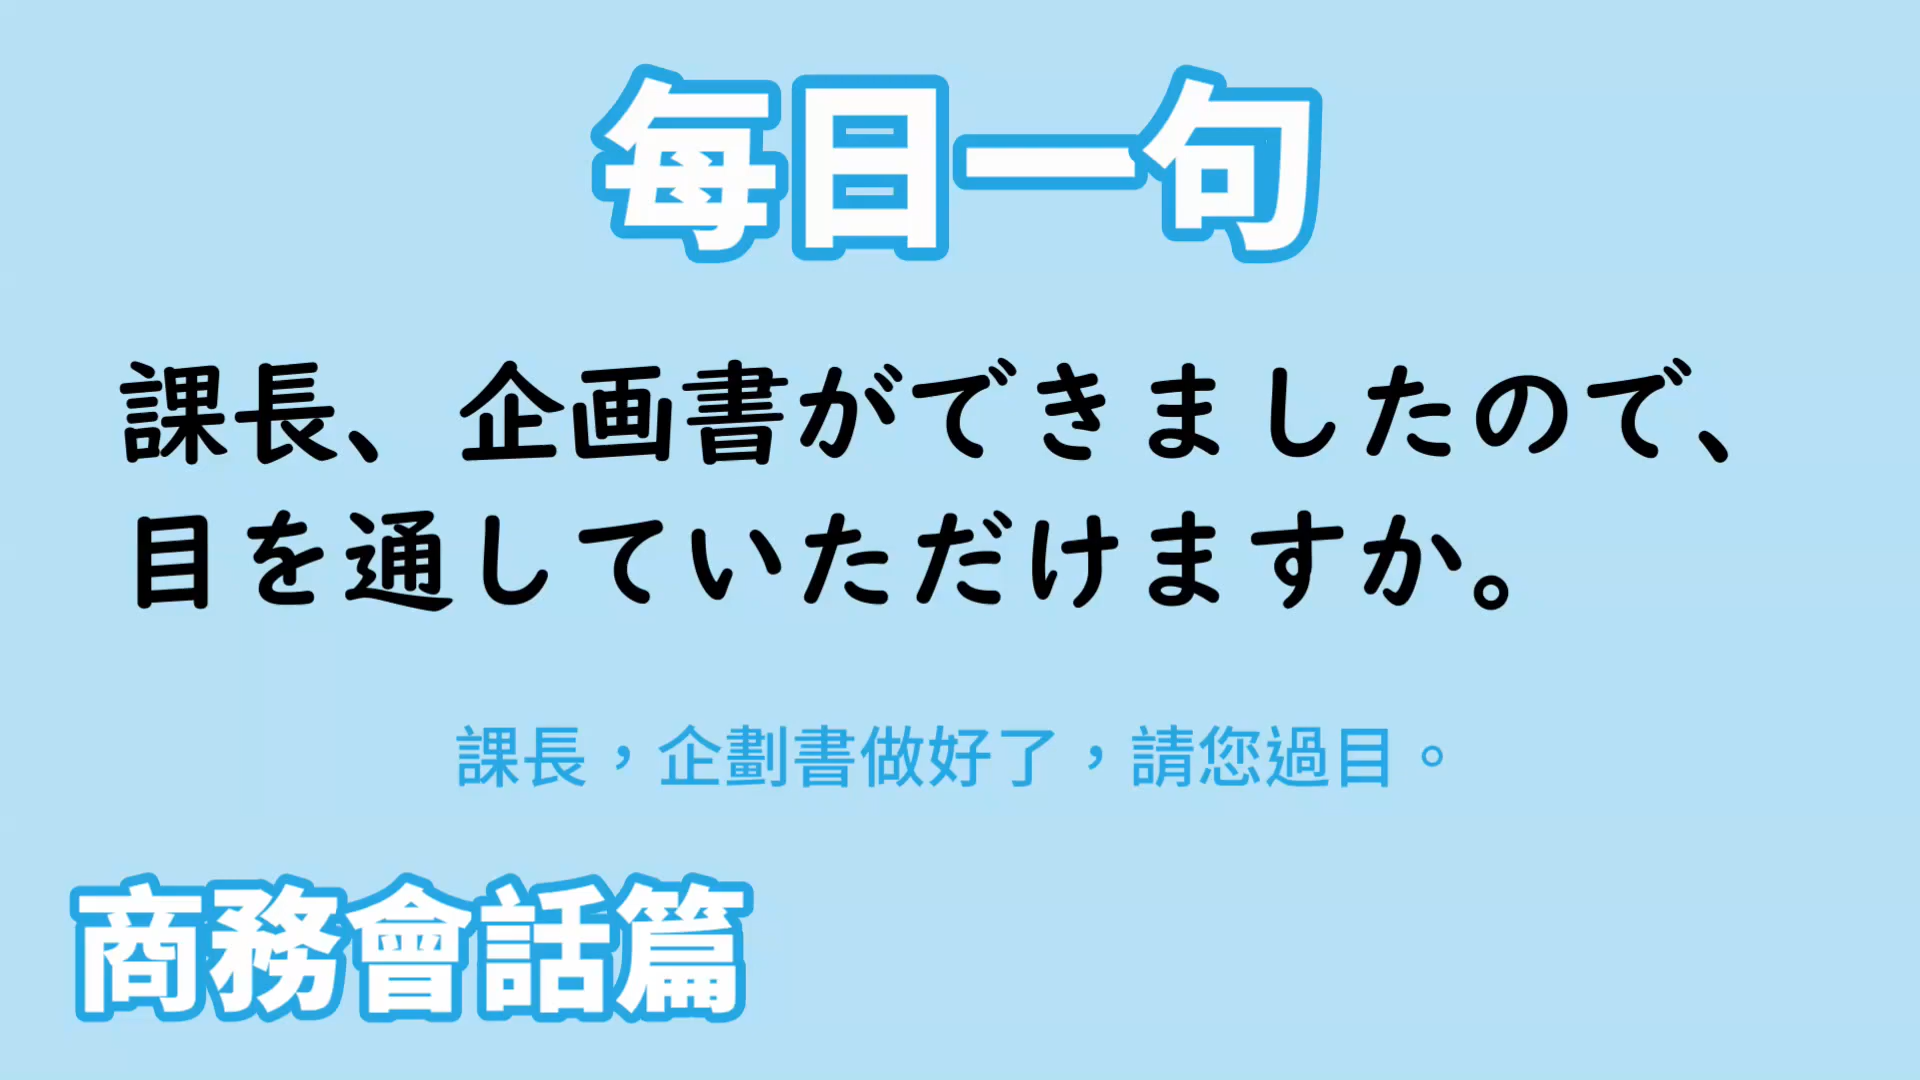 每日一句
課長、企画書ができましたので、
目を通していただけますか。
課長，企劃書做好了，請您過目。
商務會話篇